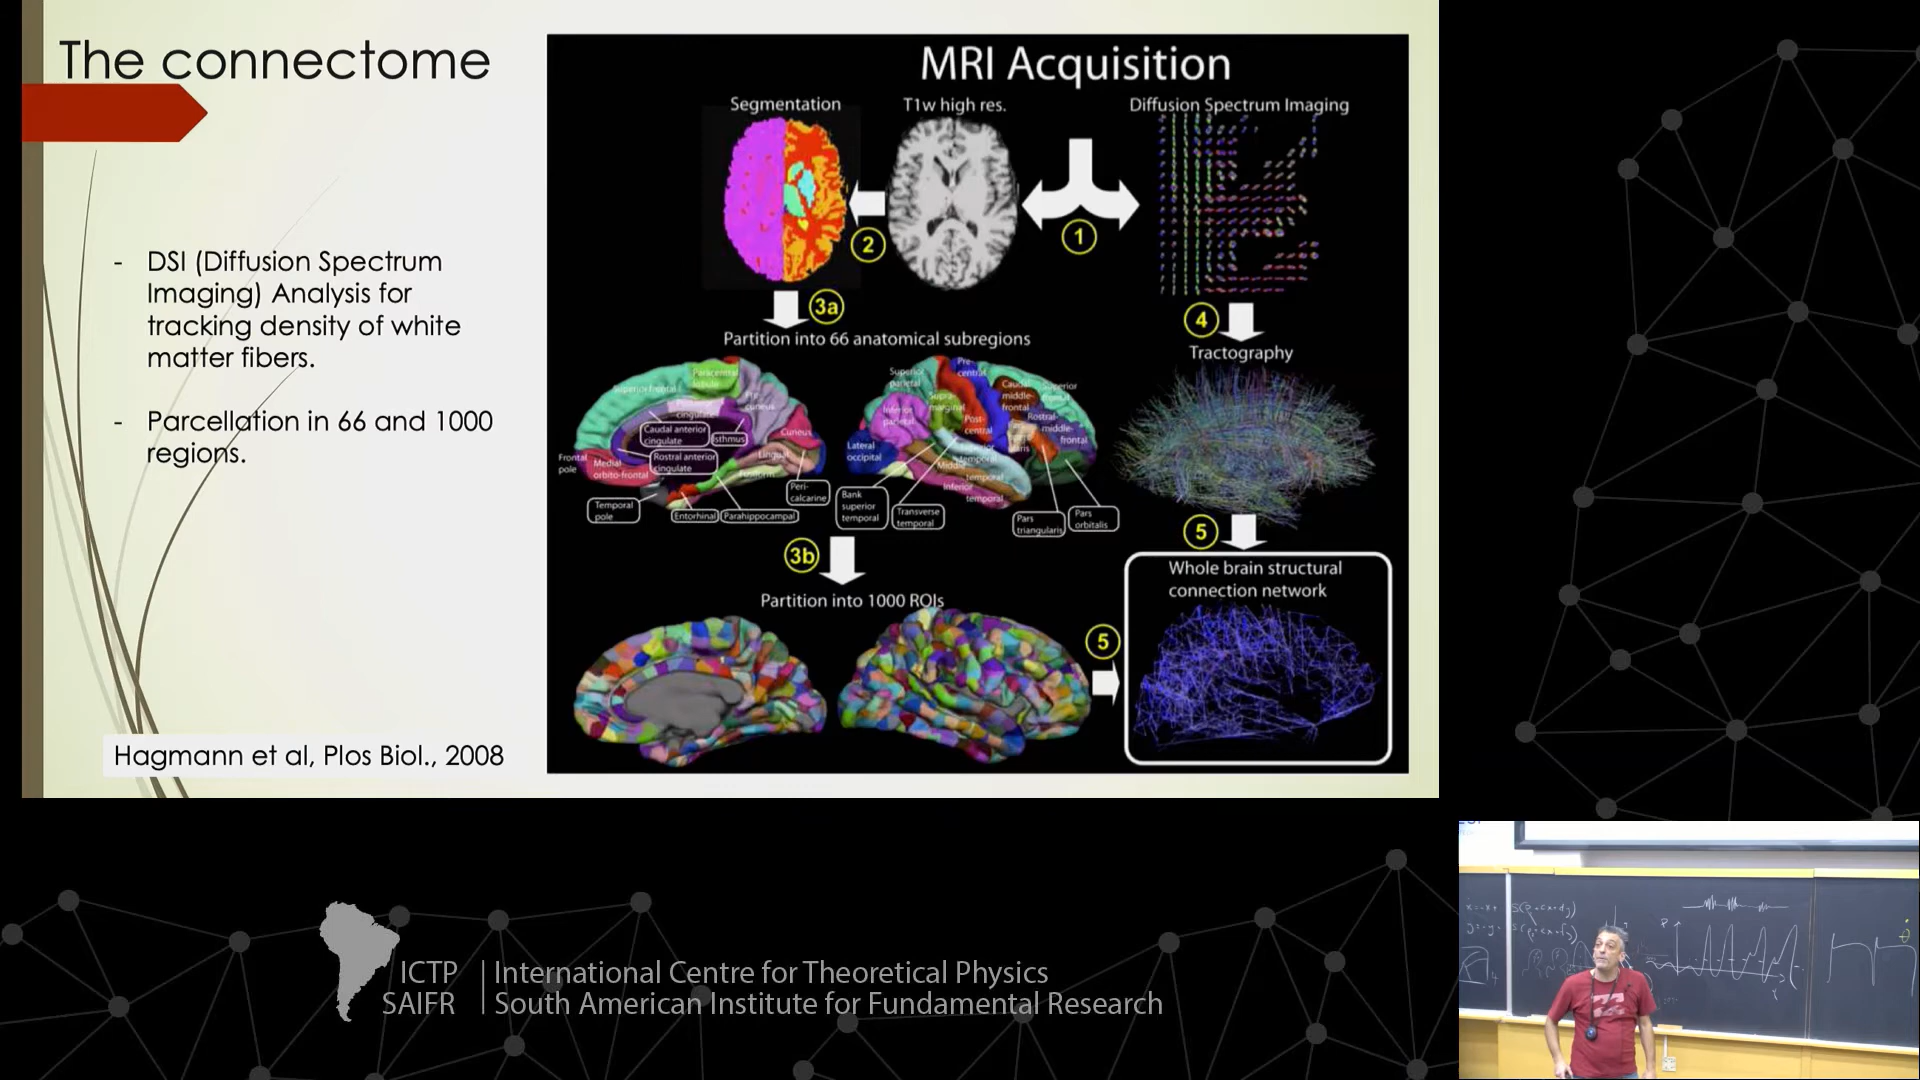 The connectome
- DSI (Diffusion Spectrum
Imaging) Analysis for
tracking density of white
matter fibers.
- Parcellation in 66 and 1000
regions.
Hagmann et al, Plos Biol., 2008
MRI Acquisition
Segmentation
T1w high res.
Diffusion Spectrum Imaging
1
2
3a
4
Partition into 66 anatomical subregions
Tractography
Superior frontal
Paracentral
lobule
cuneus
cingulate
Caudal anterior
cingulate
Isthmus
Cuneus
Frontal
pole
Medial
orbito-frontal
Rostral anterior
cingulate
Lingual
Fusiform
Peri-
calcarine
Temporal
pole
Entorhinal
Parahippocampal
Superior
parietal
Pre-
central
Caudal
middle-
frontal
Superior
frontal
Supra-
marginal
Inferior
parietal
Post-
central
Rostral-
middle-
frontal
Lateral
occipital
temporal
Middle
temporal
Inferior
temporal
Bank
superior
temporal
Transverse
temporal
Pars
triangularis
Pars
orbitalis
3b
5
Partition into 1000 ROIs
5
Whole brain structural
connection network
ICTP
SAIFR
International Centre for Theoretical Physics
South American Institute for Fundamental Research